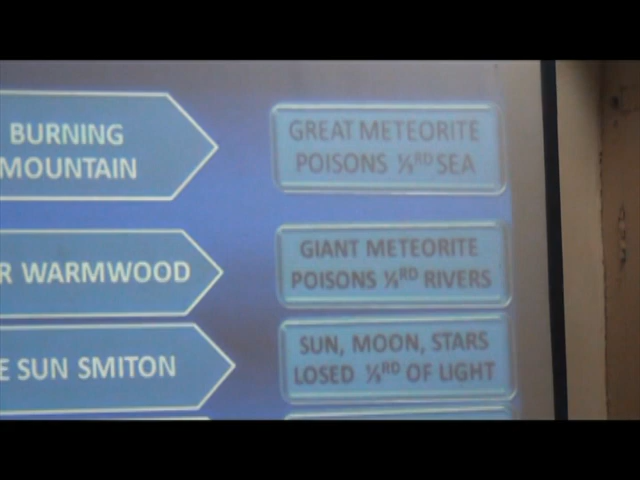 BURNING
MOUNTAIN
GREAT METEORITE
POISONS ⅓RD SEA
R WARMWOOD
GIANT METEORITE
POISONS ⅓RD RIVERS
E SUN SMITON
SUN, MOON, STARS
LOSED ⅓RD OF LIGHT